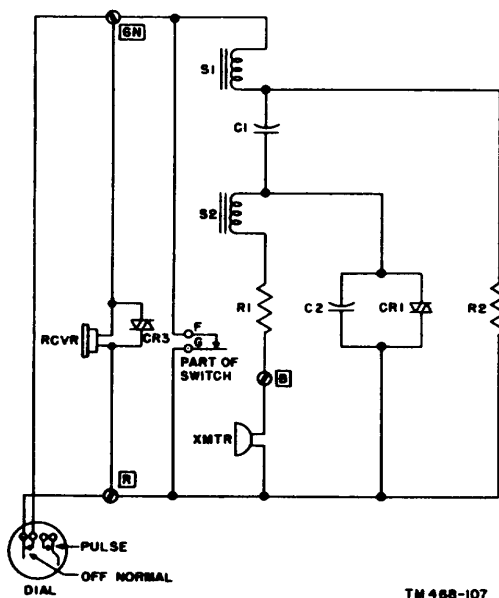 GN
S1
C1
S2
R1
C2
CR1
R2
RCVR
CR3
F
G
PART OF
SWITCH
B
XMTR
R
PULSE
OFF NORMAL
DIAL
TM 468-107